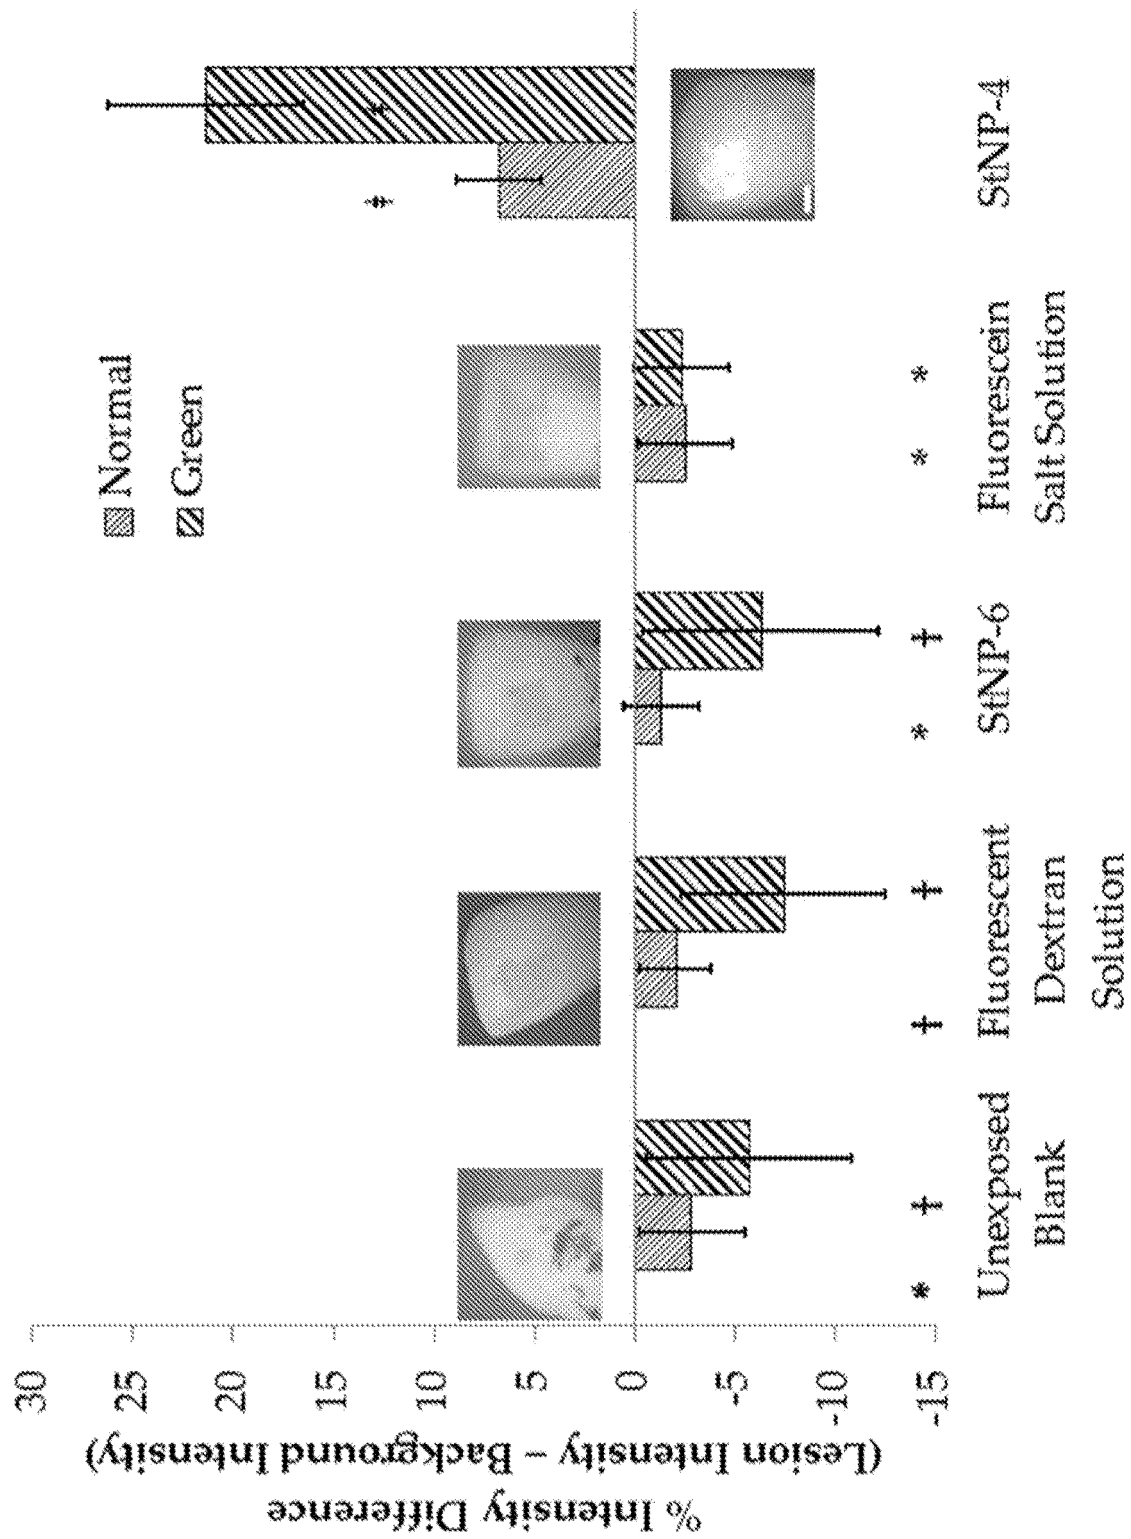 % Intensity Difference
(Lesion Intensity – Background Intensity)
30
25
20
15
10
5
0
-5
-10
-15
Normal
Green
‡ ‡
* † † † * † * *
Unexposed
Blank
Fluorescent
Dextran
Solution
StNP-6
Fluorescein
Salt Solution
StNP-4